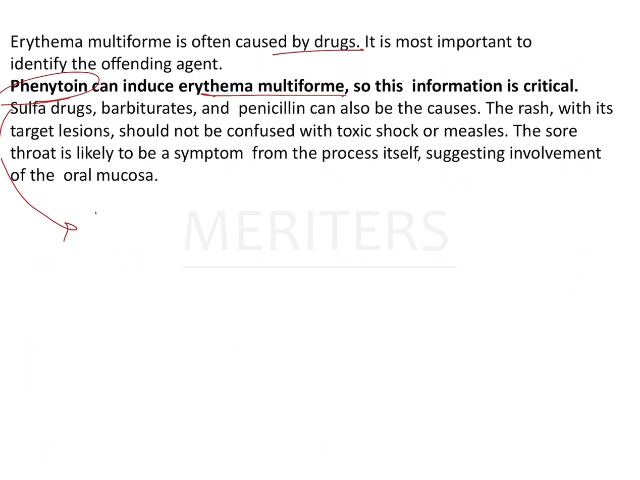 Erythema multiforme is often caused by drugs. It is most important to
identify the offending agent.
Phenytoin can induce erythema multiforme, so this information is critical.
Sulfa drugs, barbiturates, and penicillin can also be the causes. The rash, with its
target lesions, should not be confused with toxic shock or measles. The sore
throat is likely to be a symptom from the process itself, suggesting involvement
of the oral mucosa.
MERITERS